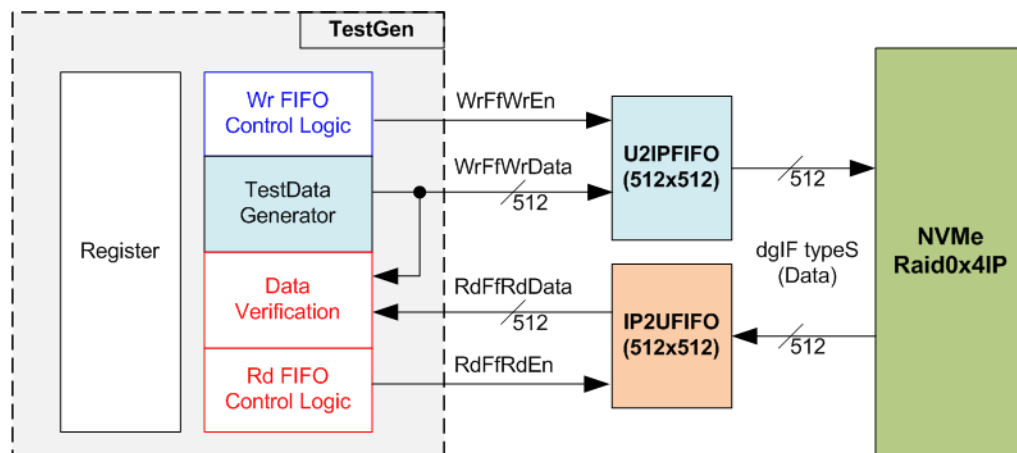 TestGen
Register
Wr FIFO
Control Logic
TestData
Generator
Data
Verification
Rd FIFO
Control Logic
WrFfWrEn
WrFfWrData
512
RdFfRdData
512
RdFfRdEn
U2IPFIFO
(512x512)
IP2UFIFO
(512x512)
512
dgIF typeS
(Data)
512
NVMe
Raid0x4IP